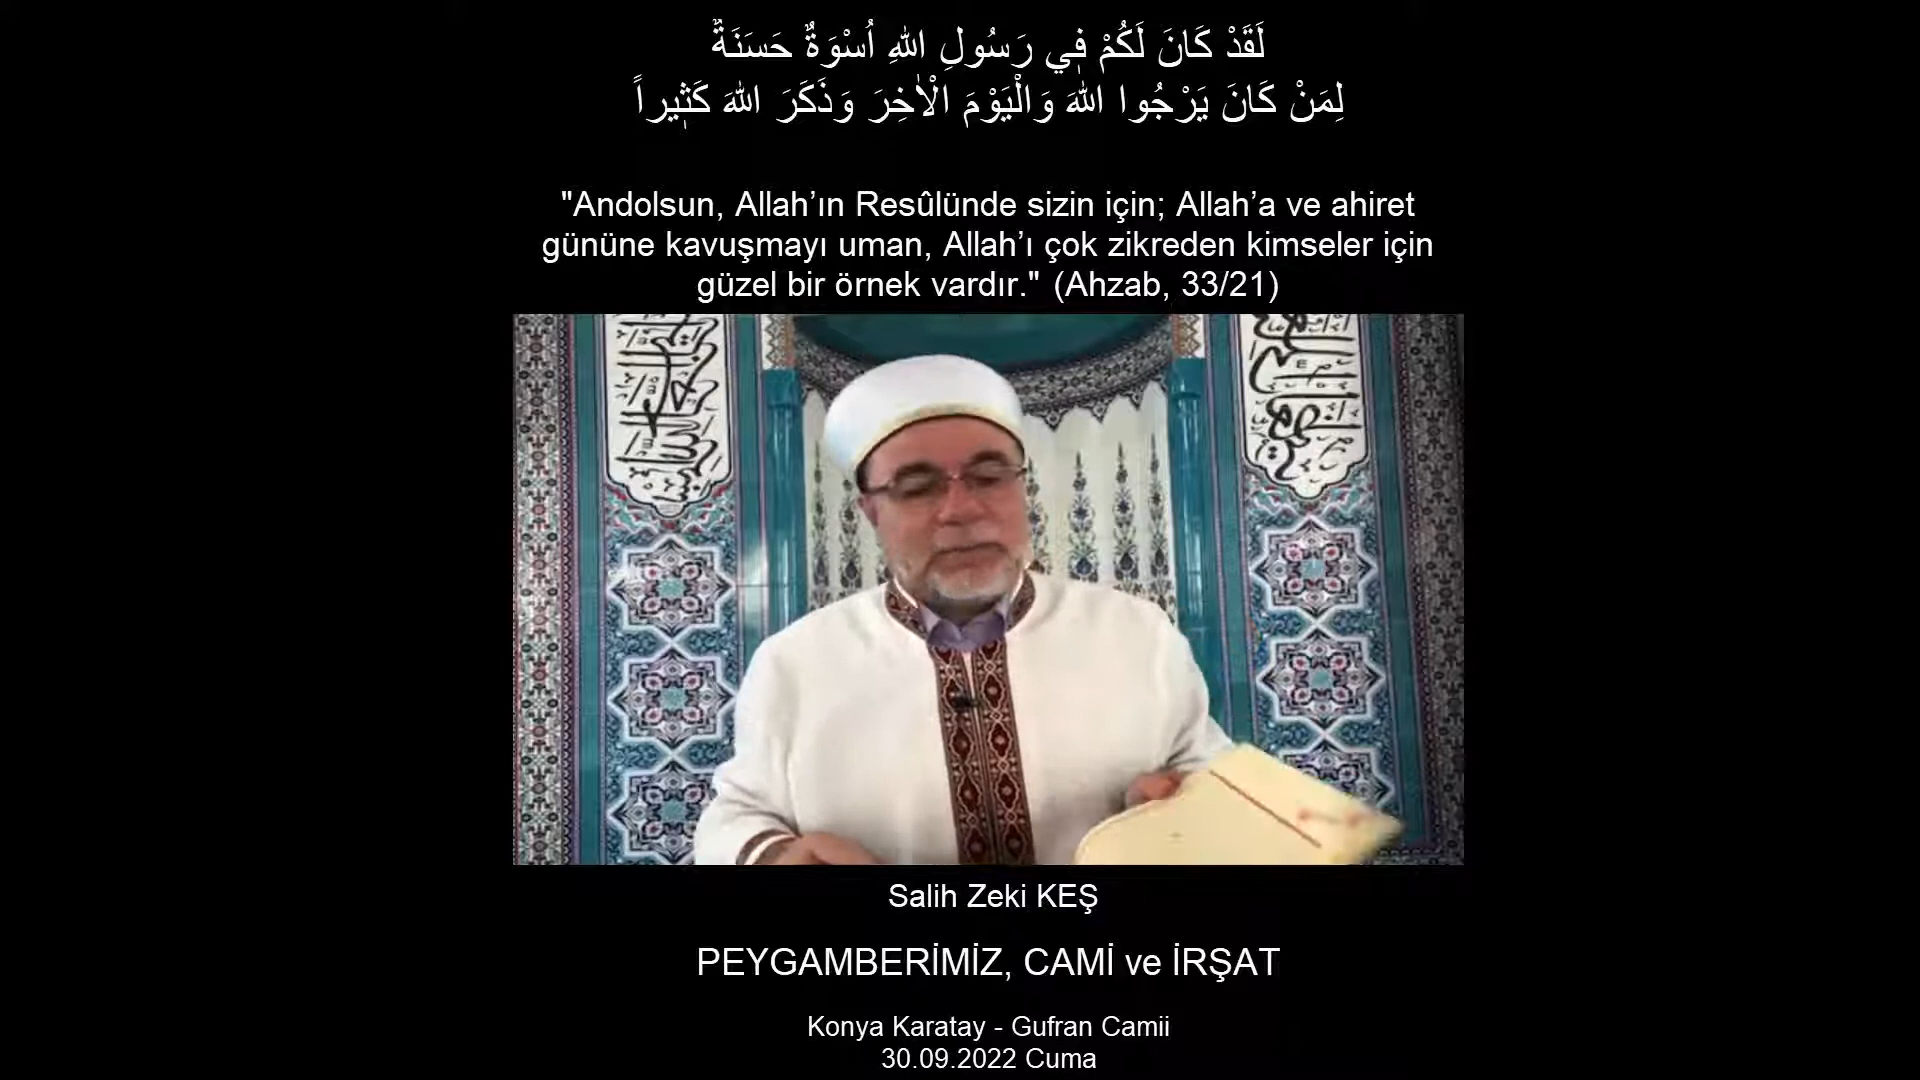 لَقَدْ كَانَ لَكُمْ ف۪ي رَسُولِ اللّٰهِ اُسْوَةٌ حَسَنَةٌ
لِمَنْ كَانَ يَرْجُوا اللّٰهَ وَالْيَوْمَ الْاٰخِرَ وَذَكَرَ اللّٰهَ كَث۪يراً
"Andolsun, Allah’ın Resûlünde sizin için; Allah’a ve ahiret
gününe kavuşmayı uman, Allah’ı çok zikreden kimseler için
güzel bir örnek vardır." (Ahzab, 33/21)
Salih Zeki KEŞ
PEYGAMBERİMİZ, CAMİ ve İRŞAT
Konya Karatay - Gufran Camii
30.09.2022 Cuma